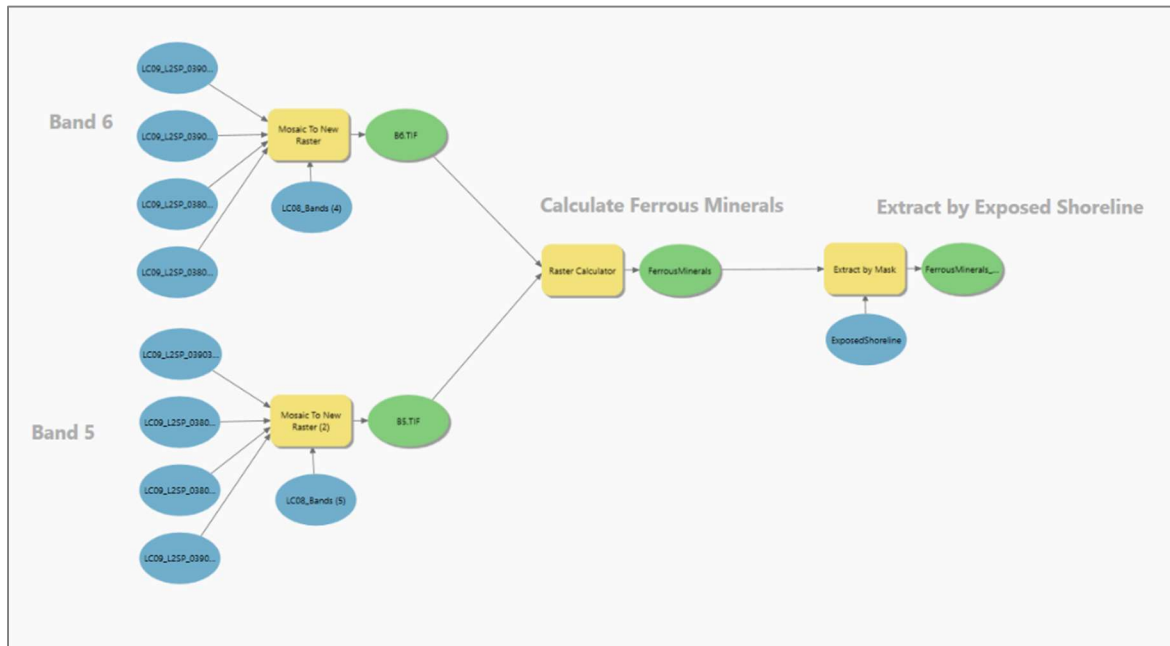 Band 6
LC09_L2SP_0390...
LC09_L2SP_0390...
LC09_L2SP_0380...
LC09_L2SP_0380...
Mosaic To New
Raster
LC08_Bands (4)
B6.TIF
Calculate Ferrous Minerals
Raster Calculator
FerrousMinerals
Extract by Exposed Shoreline
Extract by Mask
FerrousMinerals_...
ExposedShoreline
Band 5
LC09_L2SP_03903...
LC09_L2SP_0380...
LC09_L2SP_0380...
LC09_L2SP_0390...
Mosaic To New
Raster (2)
LC08_Bands (5)
B5.TIF